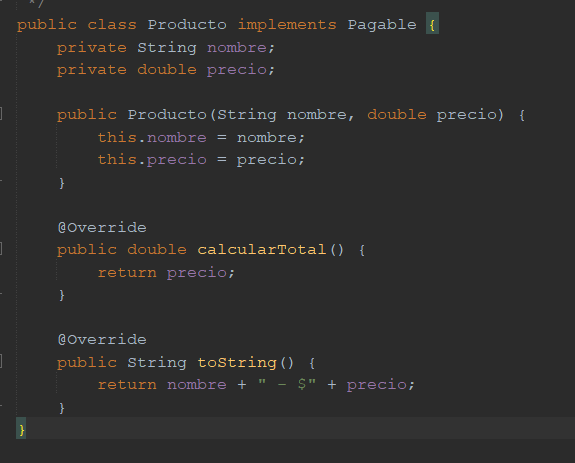 */
public class Producto implements Pagable {
    private String nombre;
    private double precio;

    public Producto(String nombre, double precio) {
        this.nombre = nombre;
        this.precio = precio;
    }

    @Override
    public double calcularTotal() {
        return precio;
    }

    @Override
    public String toString() {
        return nombre + " - $" + precio;
    }
}